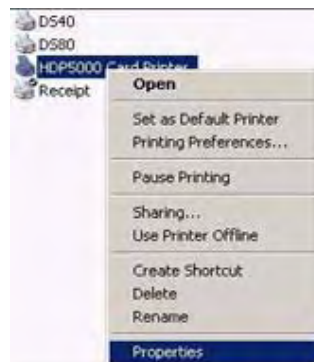 DS40
DS80
HDP5000 Card Printer
Receipt
Open
Set as Default Printer
Printing Preferences...
Pause Printing
Sharing...
Use Printer Offline
Create Shortcut
Delete
Rename
Properties